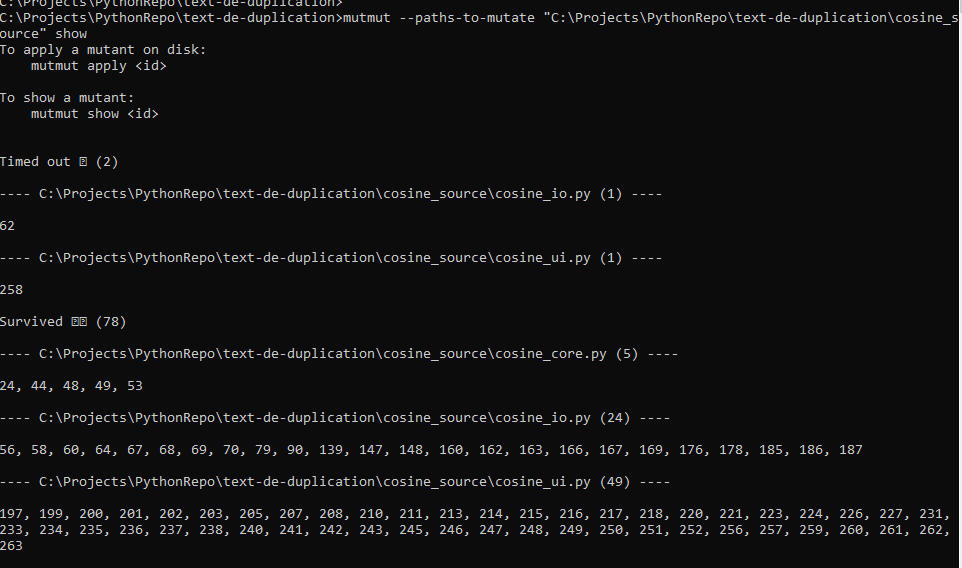 C:\Projects\PythonRepo\text-de-duplication>
C:\Projects\PythonRepo\text-de-duplication>mutmut --paths-to-mutate "C:\Projects\PythonRepo\text-de-duplication\cosine_s
ource" show
To apply a mutant on disk:
    mutmut apply <id>
To show a mutant:
    mutmut show <id>
Timed out ⍰ (2)
---- C:\Projects\PythonRepo\text-de-duplication\cosine_source\cosine_io.py (1) ----
62
---- C:\Projects\PythonRepo\text-de-duplication\cosine_source\cosine_ui.py (1) ----
258
Survived ⍰⍰ (78)
---- C:\Projects\PythonRepo\text-de-duplication\cosine_source\cosine_core.py (5) ----
24, 44, 48, 49, 53
---- C:\Projects\PythonRepo\text-de-duplication\cosine_source\cosine_io.py (24) ----
56, 58, 60, 64, 67, 68, 69, 70, 79, 90, 139, 147, 148, 160, 162, 163, 166, 167, 169, 176, 178, 185, 186, 187
---- C:\Projects\PythonRepo\text-de-duplication\cosine_source\cosine_ui.py (49) ----
197, 199, 200, 201, 202, 203, 205, 207, 208, 210, 211, 213, 214, 215, 216, 217, 218, 220, 221, 223, 224, 226, 227, 231,
233, 234, 235, 236, 237, 238, 240, 241, 242, 243, 245, 246, 247, 248, 249, 250, 251, 252, 256, 257, 259, 260, 261, 262,
263